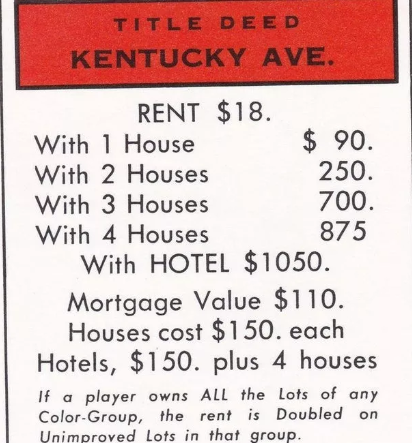 TITLE DEED
KENTUCKY AVE.
RENT $18.
With 1 House $ 90.
With 2 Houses 250.
With 3 Houses 700.
With 4 Houses 875
With HOTEL $1050.
Mortgage Value $110.
Houses cost $150. each
Hotels, $150. plus 4 houses
If a player owns ALL the Lots of any
Color-Group, the rent is Doubled on
Unimproved Lots in that group.